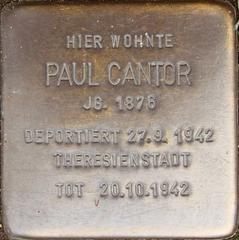 HIER WOHNTE
PAUL CANTOR
JG. 1876
DEPORTIERT 27.9. 1942
THERESIENSTADT
TOT 20.10.1942